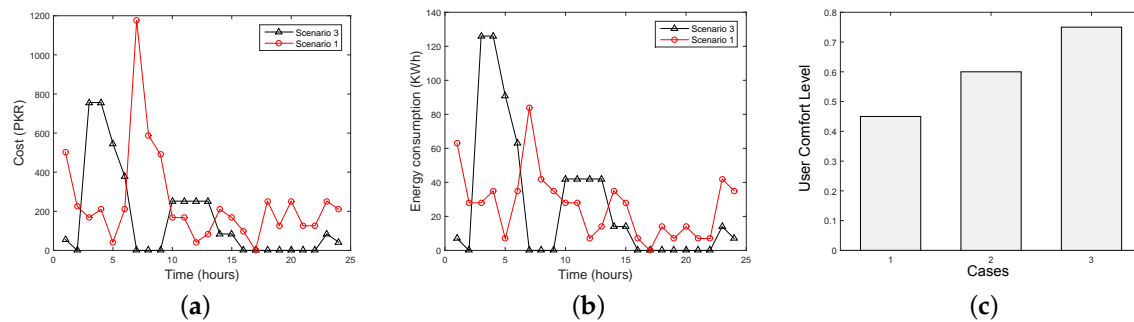 Cost (PKR)
1200
1000
800
600
400
200
0
0 5 10 15 20 25
Time (hours)
Scenario 3
Scenario 1
(a)
Energy consumption (KWh)
140
120
100
80
60
40
20
0
0 5 10 15 20 25
Time (hours)
Scenario 3
Scenario 1
(b)
User Comfort Level
0.8
0.7
0.6
0.5
0.4
0.3
0.2
0.1
0
1 2 3
Cases
(c)